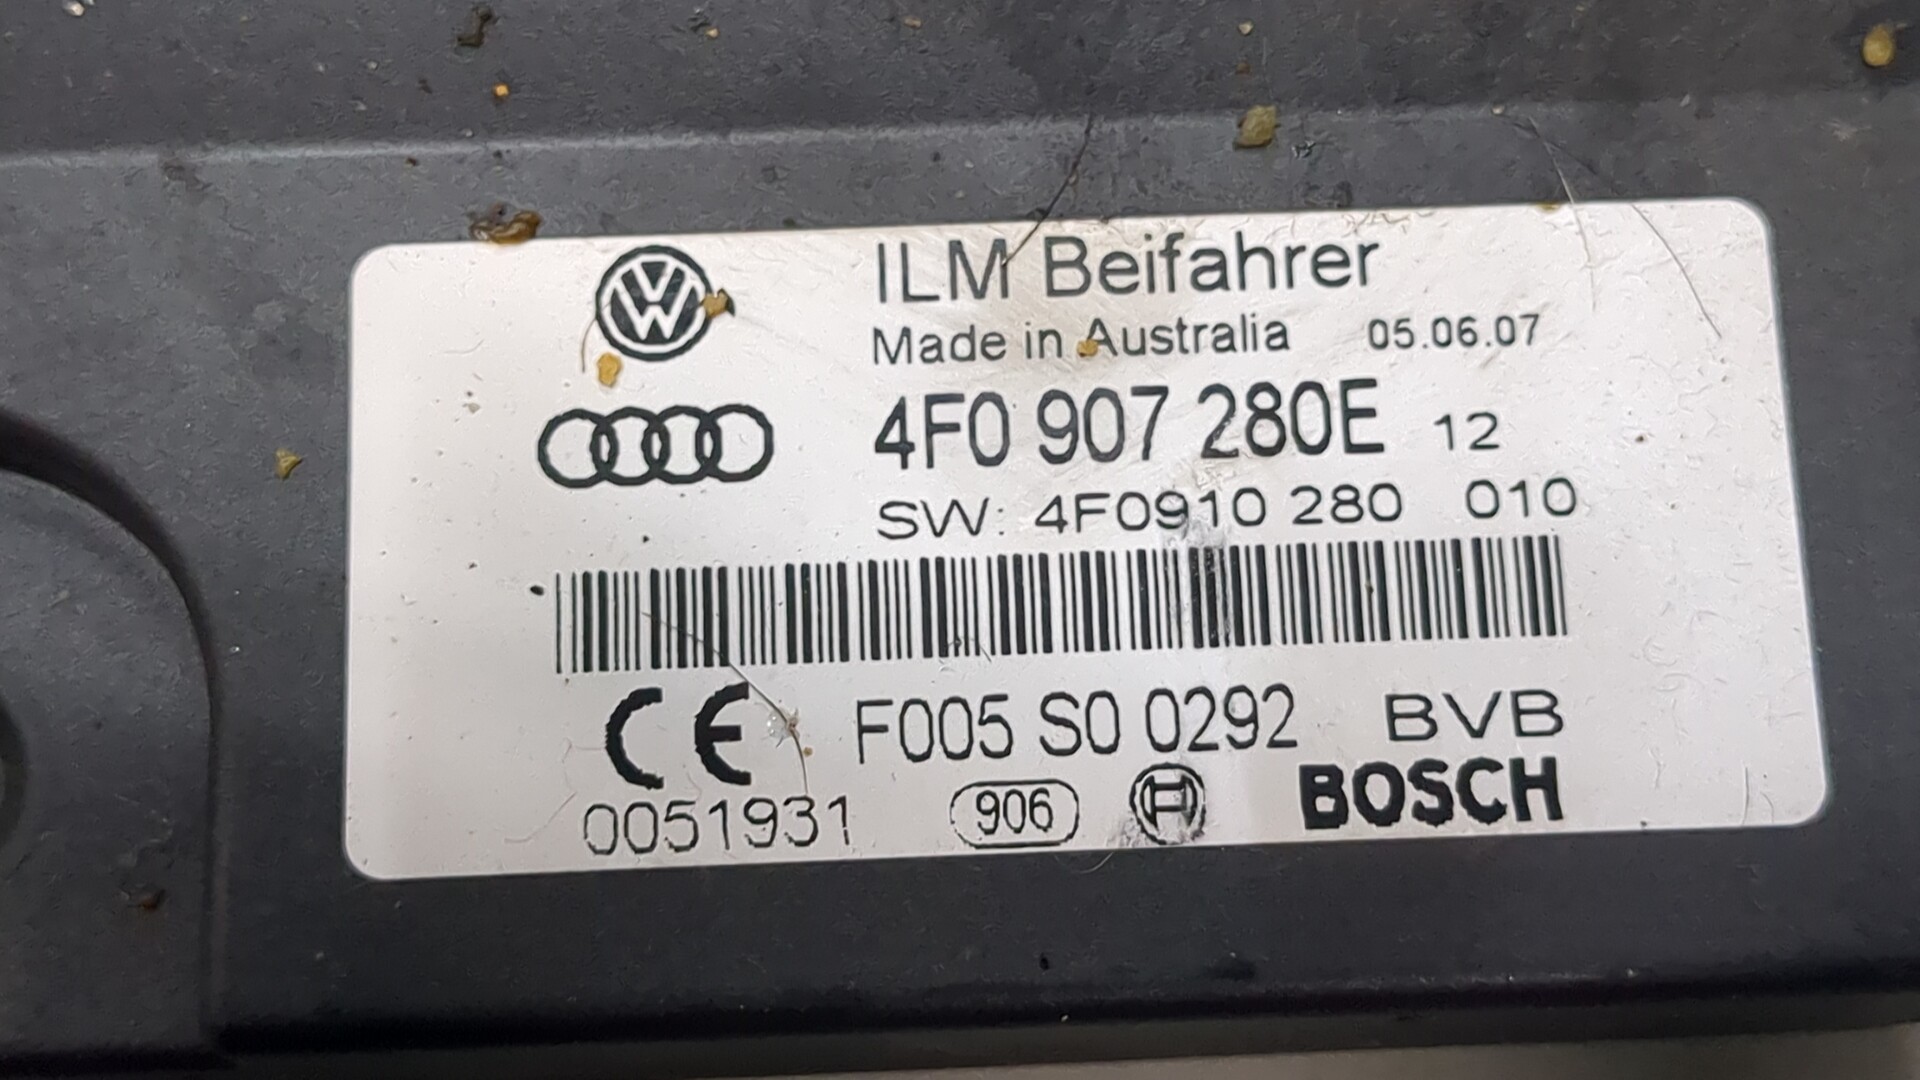 ILM Beifahrer
Made in Australia 05.06.07
4F0 907 280E 12
SW: 4F0910 280 010
CE F005 S0 0292 BVB
0051931 906 BOSCH